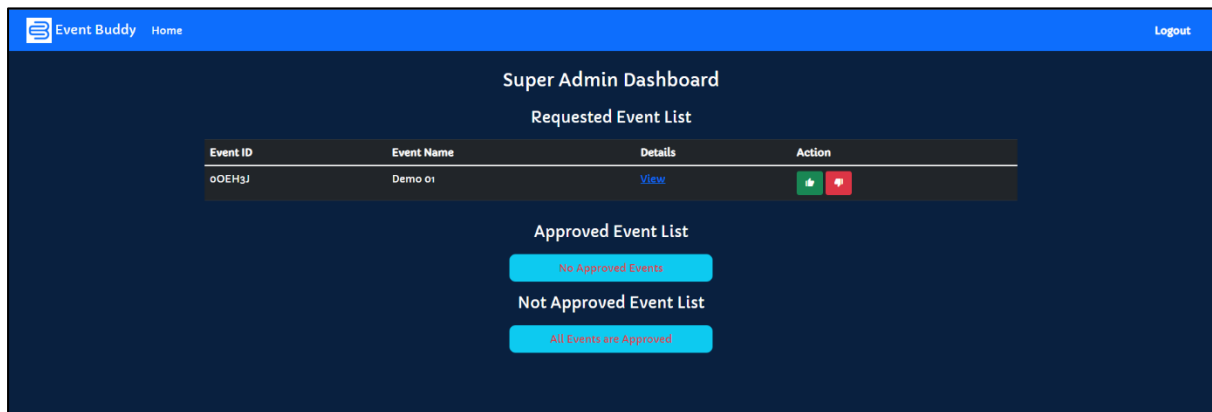 Event Buddy Home Logout
Super Admin Dashboard
Requested Event List
Event ID Event Name Details Action
0OEH3J Demo 01 View
Approved Event List
No Approved Events
Not Approved Event List
All Events are Approved